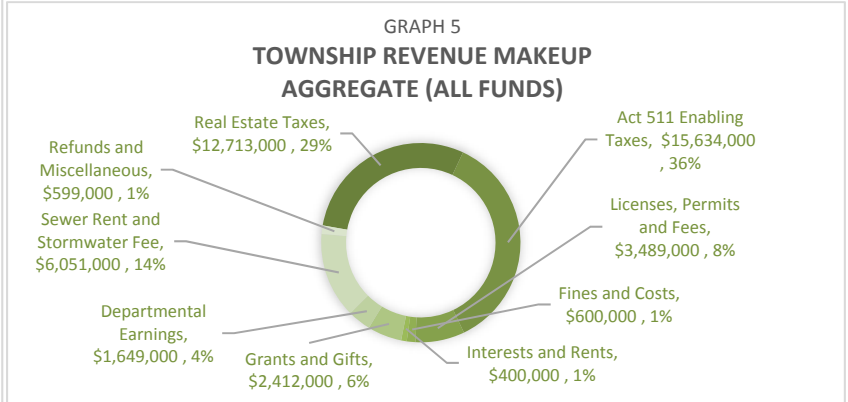 GRAPH 5
TOWNSHIP REVENUE MAKEUP
AGGREGATE (ALL FUNDS)
Real Estate Taxes,
$12,713,000 , 29%
Act 511 Enabling
Taxes, $15,634,000
, 36%
Refunds and
Miscellaneous,
$599,000 , 1%
Licenses, Permits
and Fees,
$3,489,000 , 8%
Sewer Rent and
Stormwater Fee,
$6,051,000 , 14%
Fines and Costs,
$600,000 , 1%
Departmental
Earnings,
$1,649,000 , 4%
Grants and Gifts,
$2,412,000 , 6%
Interests and Rents,
$400,000 , 1%